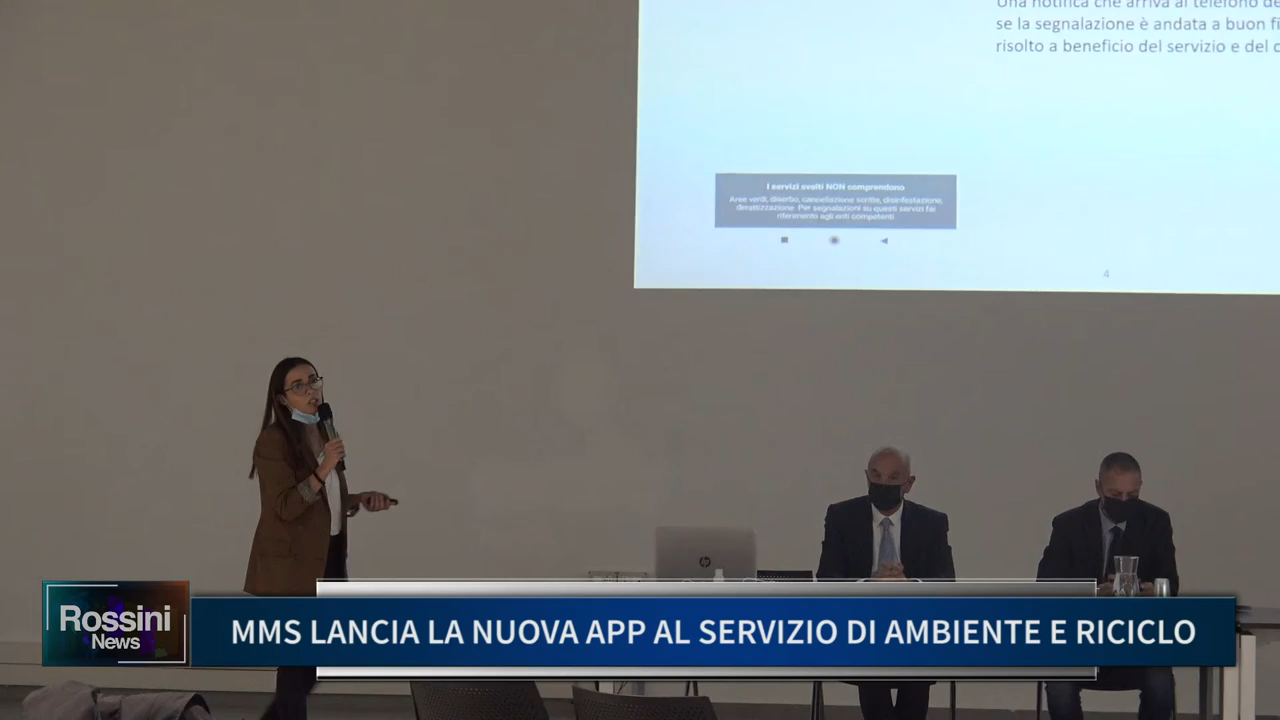 Una notifica che arriva al telefono de
se la segnalazione è andata a buon fi
risolto a beneficio del servizio e del c
I servizi svolti NON comprendono
Aree verdi, diserbo, cancellazione scritte, disinfestazione,
derattizzazione. Per segnalazioni su questi servizi fai
riferimento agli enti competenti
4
hp
Rossini
News
MMS LANCIA LA NUOVA APP AL SERVIZIO DI AMBIENTE E RICICLO